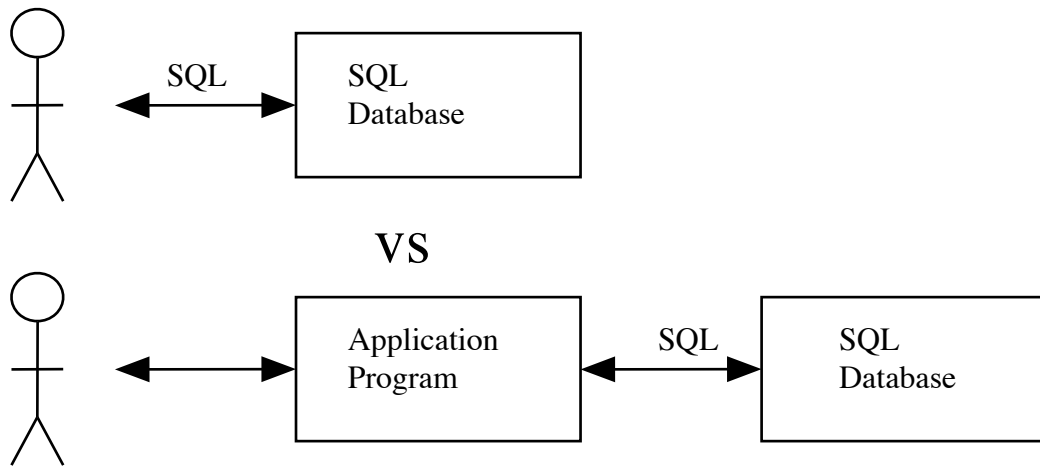 SQL
SQL
Database
vs
Application
Program
SQL
SQL
Database